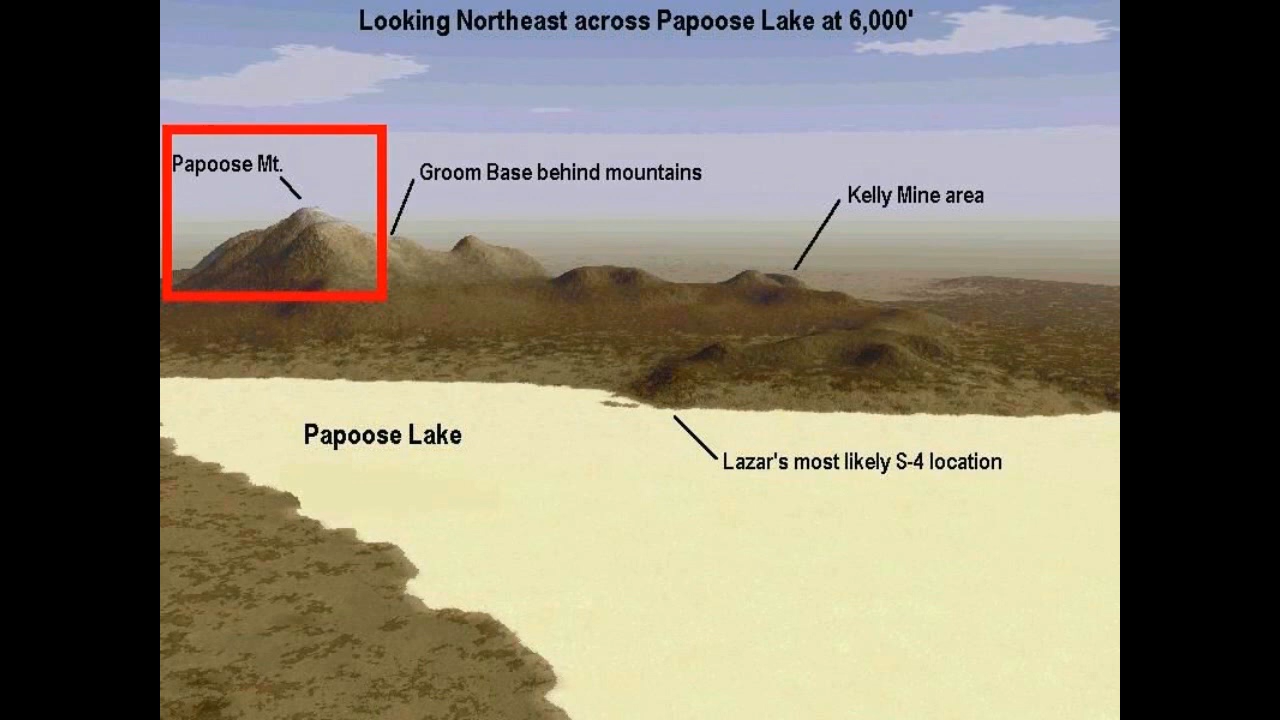 Looking Northeast across Papoose Lake at 6,000'
Papoose Mt.
Groom Base behind mountains
Kelly Mine area
Papoose Lake
Lazar's most likely S-4 location